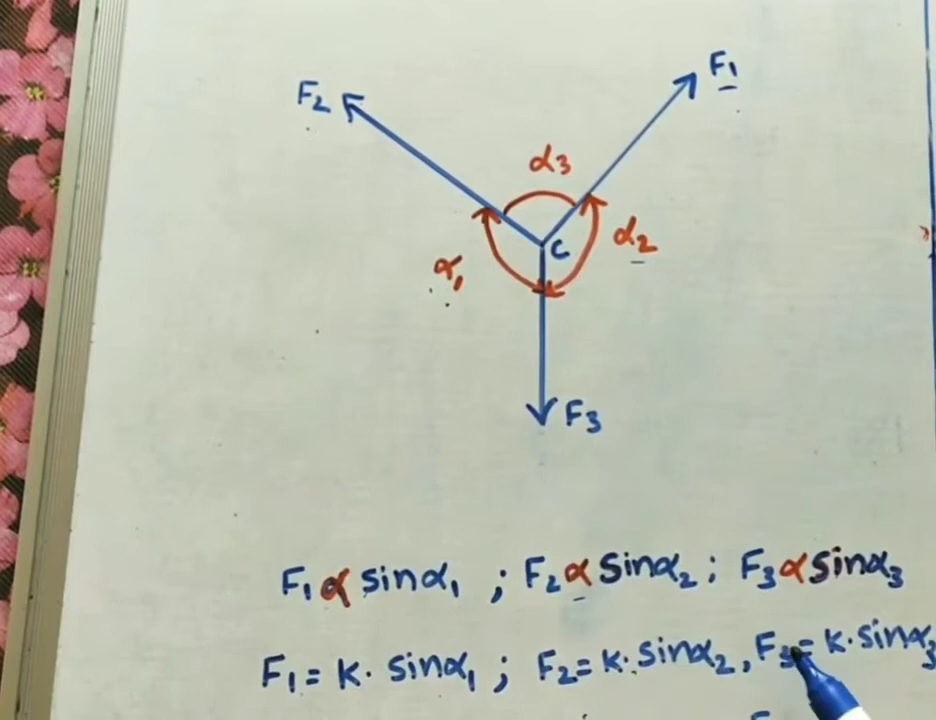 F₂ F₁
α₃
α₂
C
α₁
F₃
F₁ α sinα₁ ; F₂ α sinα₂ ; F₃ α sinα₃
F₁ = K · sinα₁ ; F₂ = K · sinα₂ , F₃ = K · sinα₃